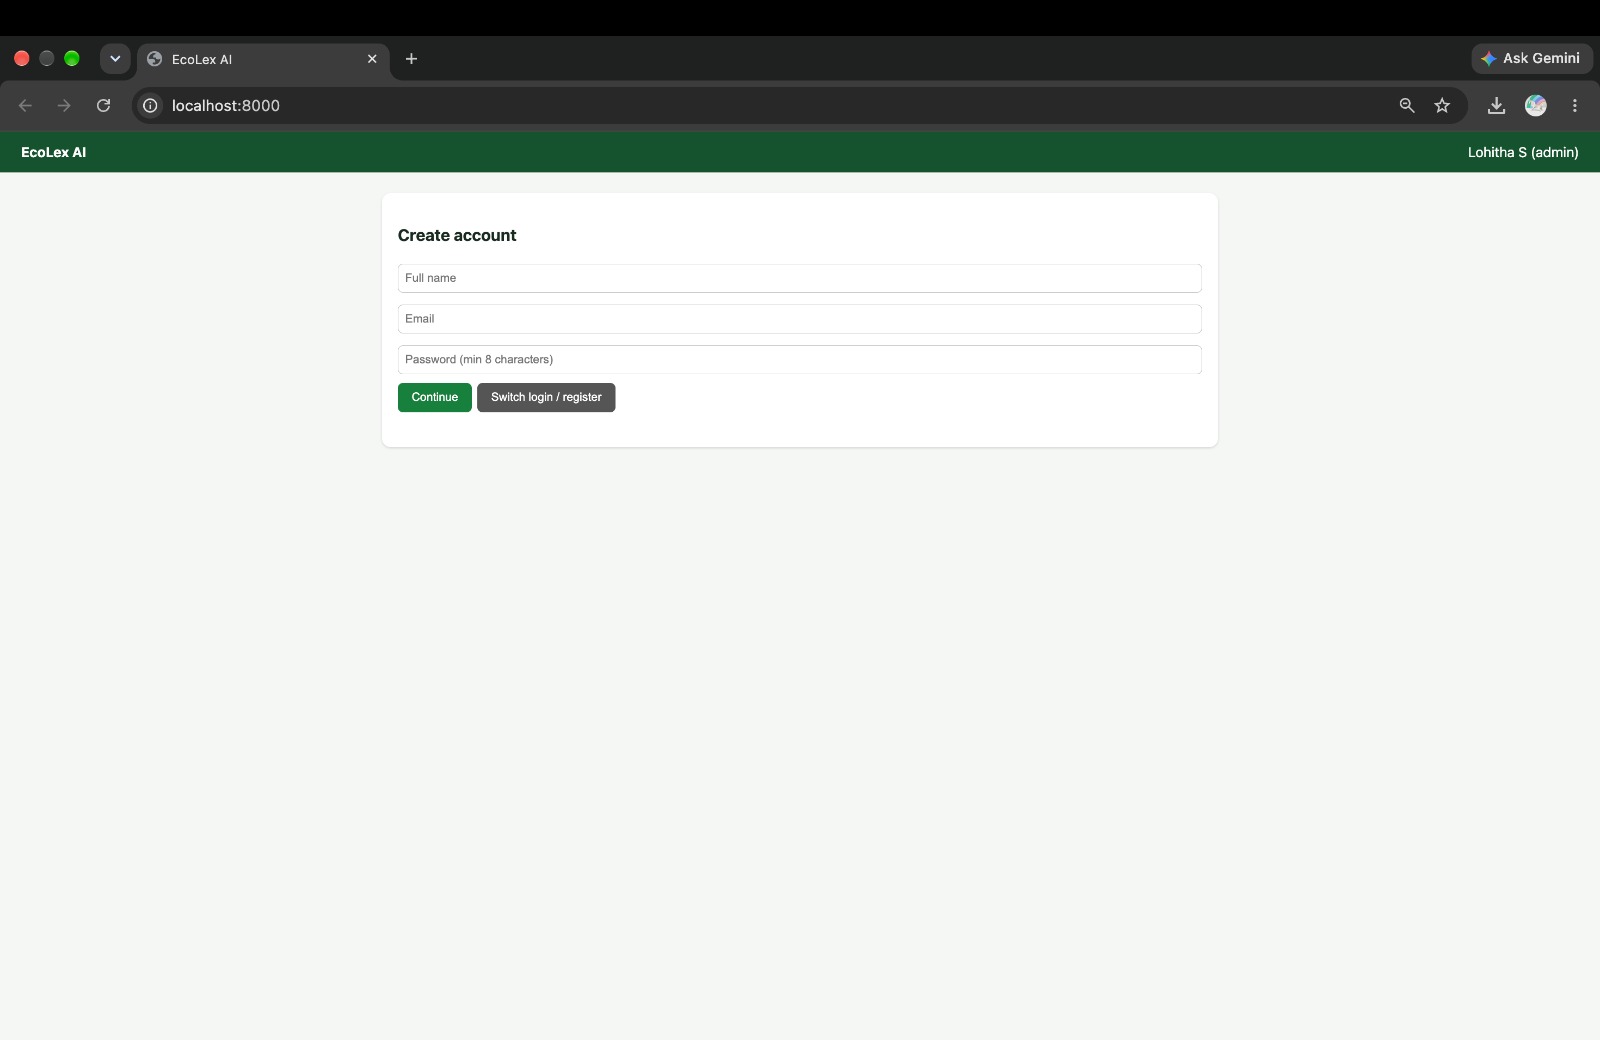 EcoLex AI
Ask Gemini
localhost:8000
EcoLex AI
Lohitha S (admin)
Create account
Full name
Email
Password (min 8 characters)
Continue
Switch login / register